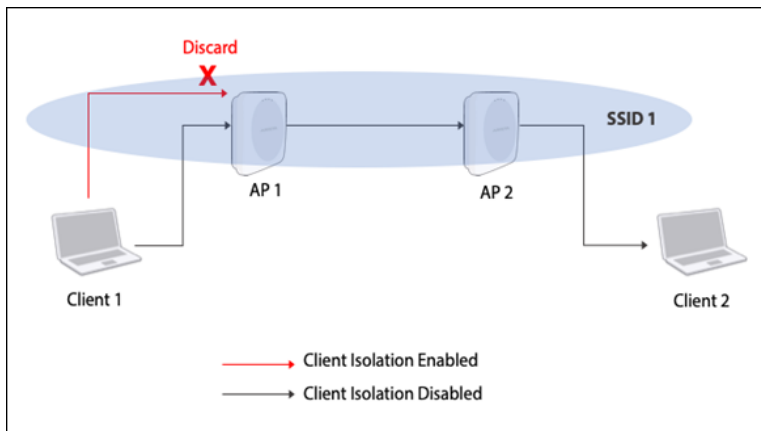 Discard
X
SSID 1
AP 1
AP 2
Client 1
Client 2
Client Isolation Enabled
Client Isolation Disabled